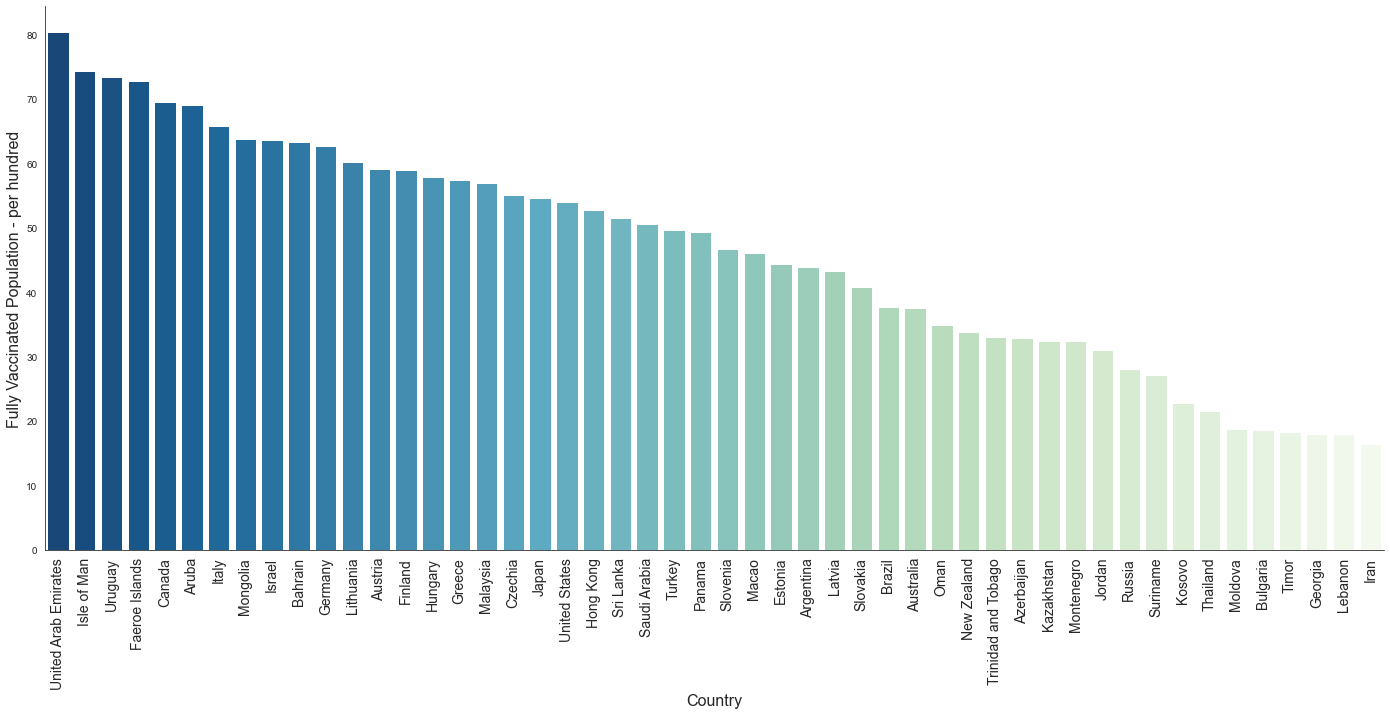 Fully Vaccinated Population - per hundred
80
70
60
50
40
30
20
10
0
United Arab Emirates
Isle of Man
Uruguay
Faeroe Islands
Canada
Aruba
Italy
Mongolia
Israel
Bahrain
Germany
Lithuania
Austria
Finland
Hungary
Greece
Malaysia
Czechia
Japan
United States
Hong Kong
Sri Lanka
Saudi Arabia
Turkey
Panama
Slovenia
Macao
Estonia
Argentina
Latvia
Slovakia
Brazil
Australia
Oman
New Zealand
Trinidad and Tobago
Azerbaijan
Kazakhstan
Montenegro
Jordan
Russia
Suriname
Kosovo
Thailand
Moldova
Bulgaria
Timor
Georgia
Lebanon
Iran
Country